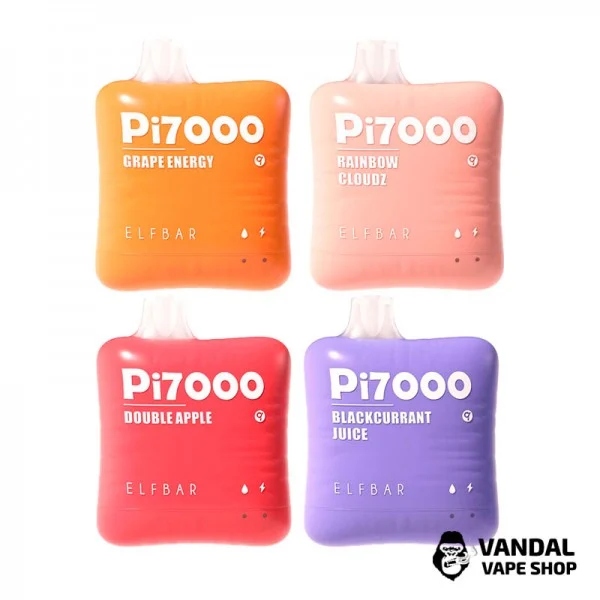 Pi7000
GRAPE ENERGY
ELFBAR
Pi7000
RAINBOW
CLOUDZ
ELFBAR
Pi7000
DOUBLE APPLE
ELFBAR
Pi7000
BLACKCURRANT
JUICE
ELFBAR
VANDAL
VAPE SHOP